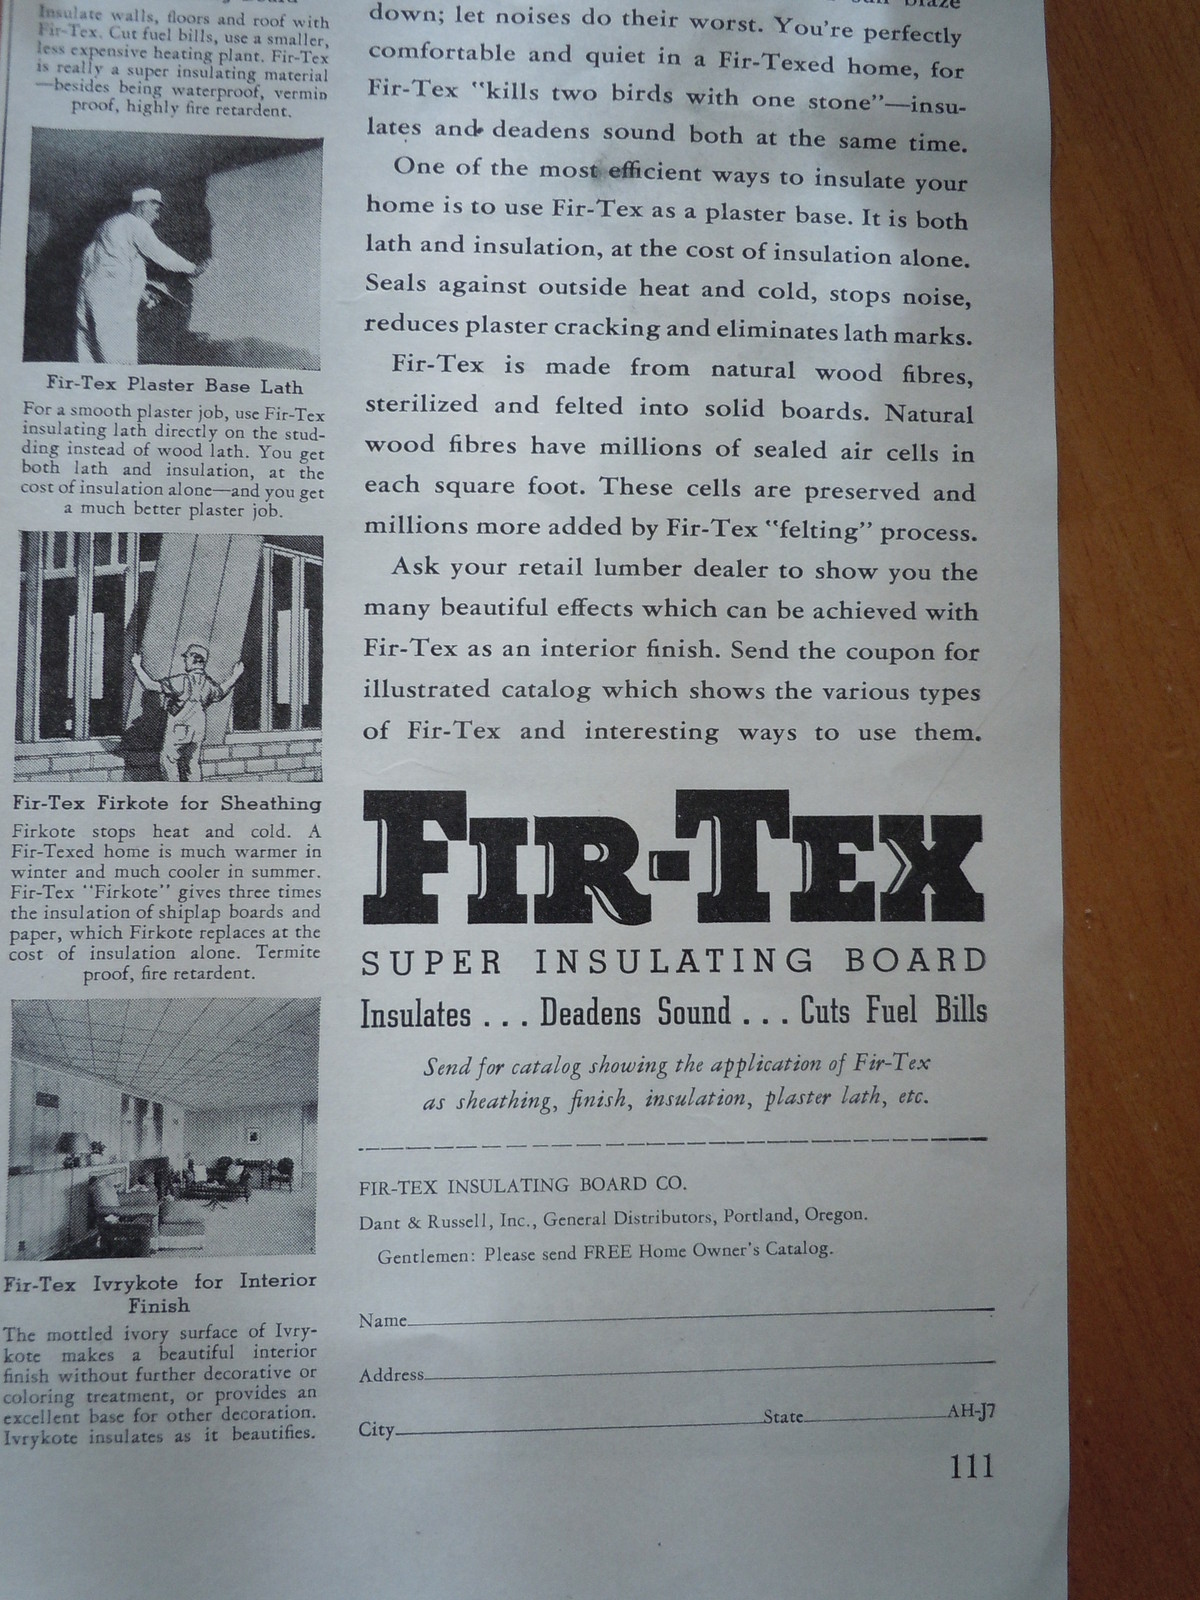 Insulate walls, floors and roof with
Fir-Tex. Cut fuel bills, use a smaller,
less expensive heating plant. Fir-Tex
is really a super insulating material
—besides being waterproof, vermin
proof, highly fire retardent.
Fir-Tex Plaster Base Lath
For a smooth plaster job, use Fir-Tex
insulating lath directly on the stud-
ding instead of wood lath. You get
both lath and insulation, at the
cost of insulation alone—and you get
a much better plaster job.
Fir-Tex Firkote for Sheathing
Firkote stops heat and cold. A
Fir-Texed home is much warmer in
winter and much cooler in summer.
Fir-Tex "Firkote" gives three times
the insulation of shiplap boards and
paper, which Firkote replaces at the
cost of insulation alone. Termite
proof, fire retardent.
Fir-Tex Ivrykote for Interior
Finish
The mottled ivory surface of Ivry-
kote makes a beautiful interior
finish without further decorative or
coloring treatment, or provides an
excellent base for other decoration.
Ivrykote insulates as it beautifies.
blaze
down; let noises do their worst. You're perfectly
comfortable and quiet in a Fir-Texed home, for
Fir-Tex "kills two birds with one stone"—insu-
lates and deadens sound both at the same time.
One of the most efficient ways to insulate your
home is to use Fir-Tex as a plaster base. It is both
lath and insulation, at the cost of insulation alone.
Seals against outside heat and cold, stops noise,
reduces plaster cracking and eliminates lath marks.
Fir-Tex is made from natural wood fibres,
sterilized and felted into solid boards. Natural
wood fibres have millions of sealed air cells in
each square foot. These cells are preserved and
millions more added by Fir-Tex "felting" process.
Ask your retail lumber dealer to show you the
many beautiful effects which can be achieved with
Fir-Tex as an interior finish. Send the coupon for
illustrated catalog which shows the various types
of Fir-Tex and interesting ways to use them.
FIR-TEX
SUPER INSULATING BOARD
Insulates . . . Deadens Sound . . . Cuts Fuel Bills
Send for catalog showing the application of Fir-Tex
as sheathing, finish, insulation, plaster lath, etc.
FIR-TEX INSULATING BOARD CO.
Dant & Russell, Inc., General Distributors, Portland, Oregon.
Gentlemen: Please send FREE Home Owner's Catalog.
Name
Address
City State AH-J7
111